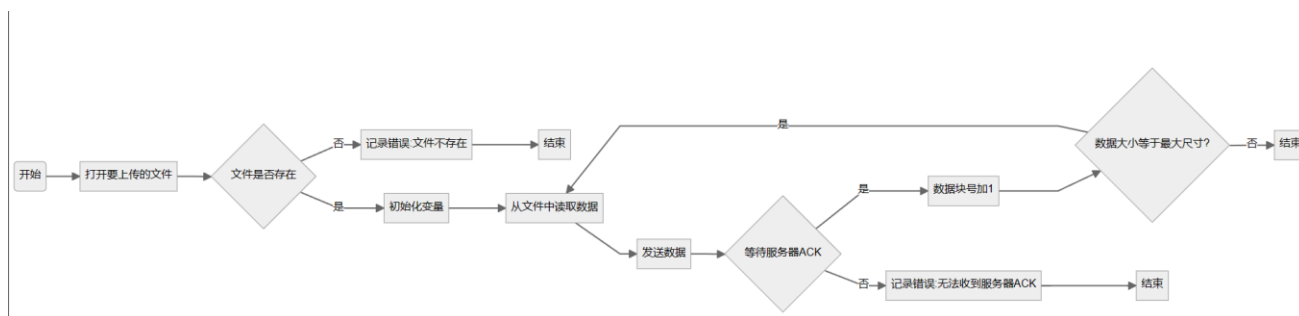 开始
打开要上传的文件
文件是否存在
否
记录错误:文件不存在
结束
是
初始化变量
从文件中读取数据
发送数据
等待服务器ACK
是
数据块号加1
否
记录错误:无法收到服务器ACK
结束
数据大小等于最大尺寸?
是
否
结束